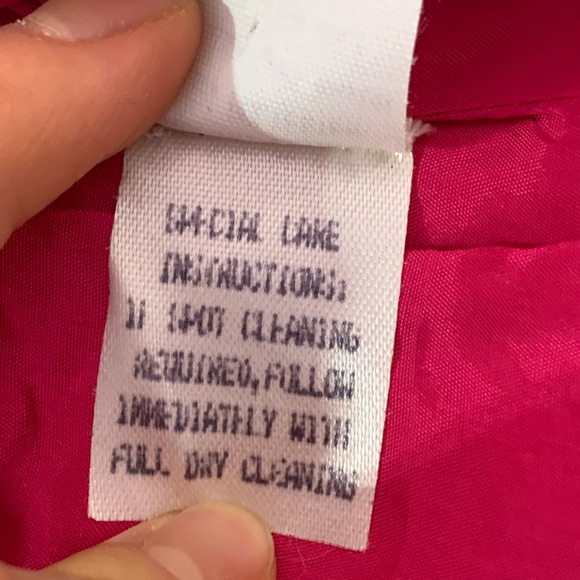 SPECIAL CARE
INSTRUCTIONS:
IF SPOT CLEANING
REQUIRED, FOLLOW
IMMEDIATELY WITH
FULL DRY CLEANING